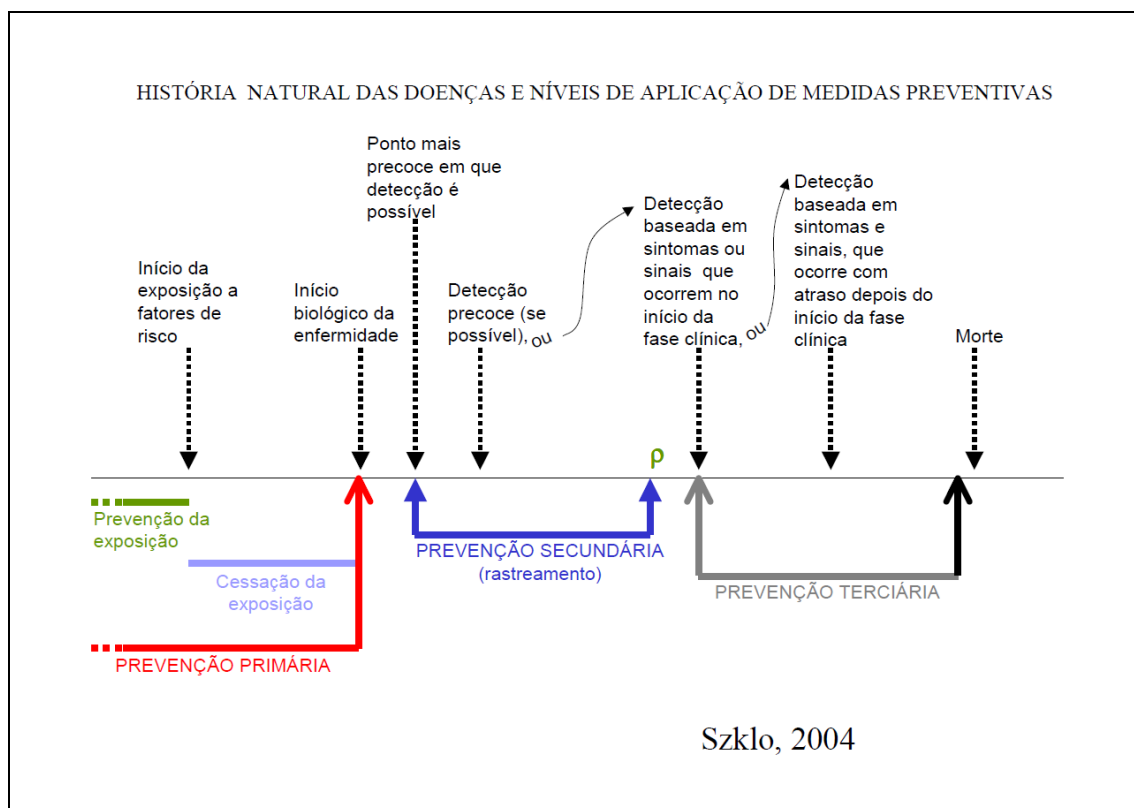 HISTÓRIA NATURAL DAS DOENÇAS E NÍVEIS DE APLICAÇÃO DE MEDIDAS PREVENTIVAS
Início da
exposição a
fatores de
risco
Início
biológico da
enfermidade
Ponto mais
precoce em que
detecção é
possível
Detecção
precoce (se
possível), ou
Detecção
baseada em
sintomas ou
sinais que
ocorrem no
início da
fase clínica, ou
Detecção
baseada em
sintomas e
sinais, que
ocorre com
atraso depois do
início da fase
clínica
Morte
ρ
Prevenção da
exposição
Cessação da
exposição
PREVENÇÃO PRIMÁRIA
PREVENÇÃO SECUNDÁRIA
(rastreamento)
PREVENÇÃO TERCIÁRIA
Szklo, 2004